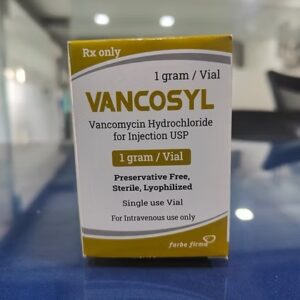 Rx only
1 gram / Vial
VANCOSYL
Vancomycin Hydrochloride
for Injection USP
1 gram / Vial
Preservative Free,
Sterile, Lyophilized
Single use Vial
For Intravenous use only
farbe firma